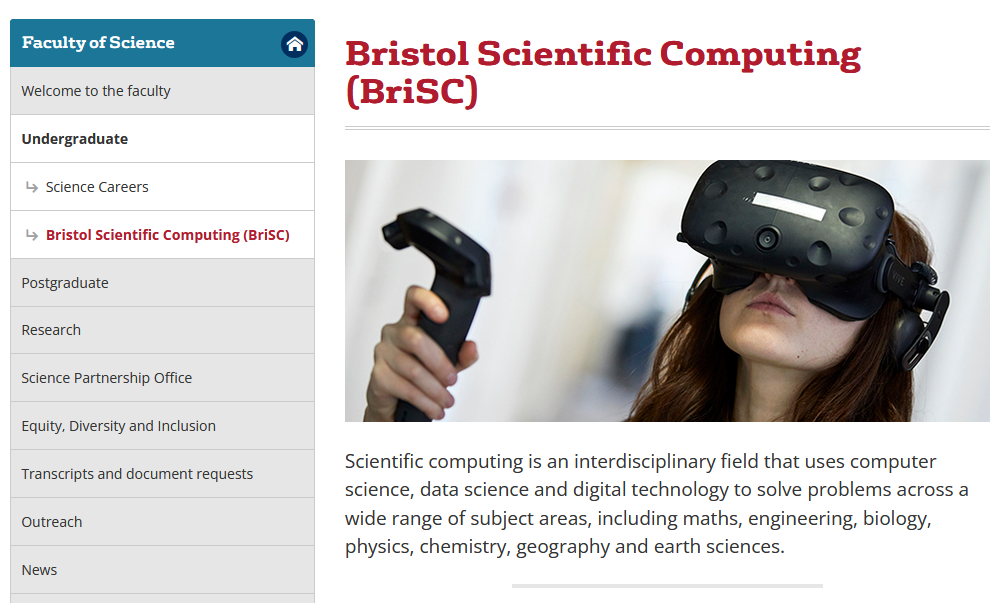 Faculty of Science
Welcome to the faculty
Undergraduate
Science Careers
Bristol Scientific Computing (BriSC)
Postgraduate
Research
Science Partnership Office
Equity, Diversity and Inclusion
Transcripts and document requests
Outreach
News
Bristol Scientific Computing
(BriSC)
VIVE
Scientific computing is an interdisciplinary field that uses computer
science, data science and digital technology to solve problems across a
wide range of subject areas, including maths, engineering, biology,
physics, chemistry, geography and earth sciences.